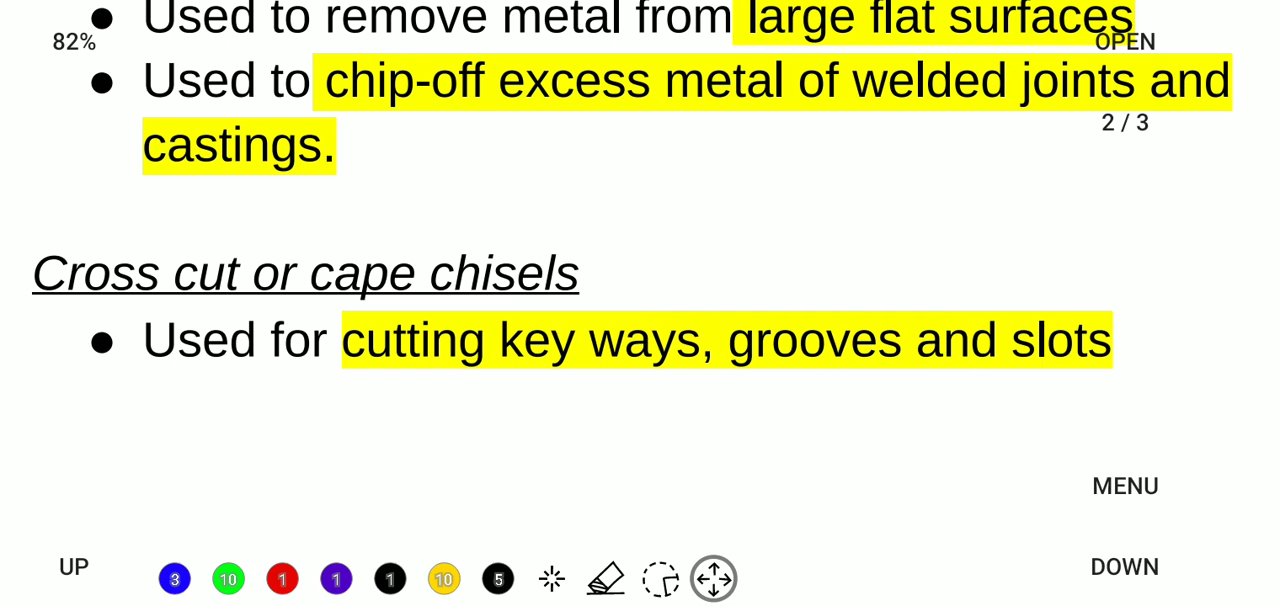 ● Used to remove metal from large flat surfaces
82%
OPEN
● Used to chip-off excess metal of welded joints and
2 / 3
castings.
Cross cut or cape chisels
● Used for cutting key ways, grooves and slots
MENU
UP
3 10 1 1 1 10 5
DOWN